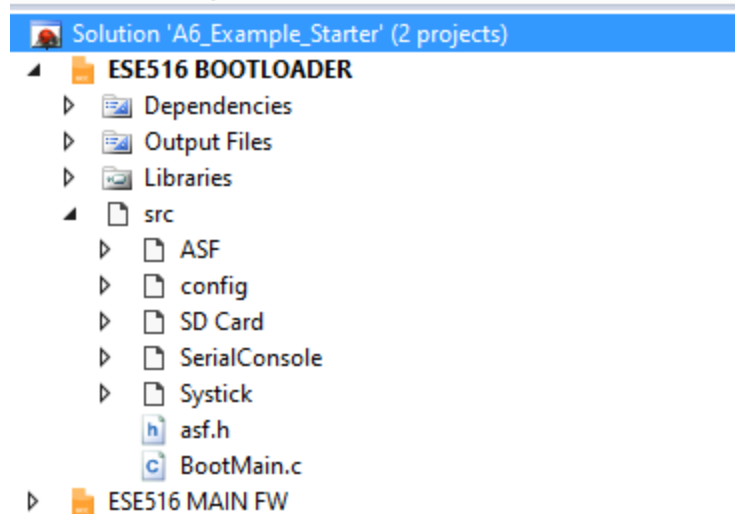 Solution 'A6_Example_Starter' (2 projects)
ESE516 BOOTLOADER
Dependencies
Output Files
Libraries
src
ASF
config
SD Card
SerialConsole
Systick
h asf.h
c BootMain.c
ESE516 MAIN FW